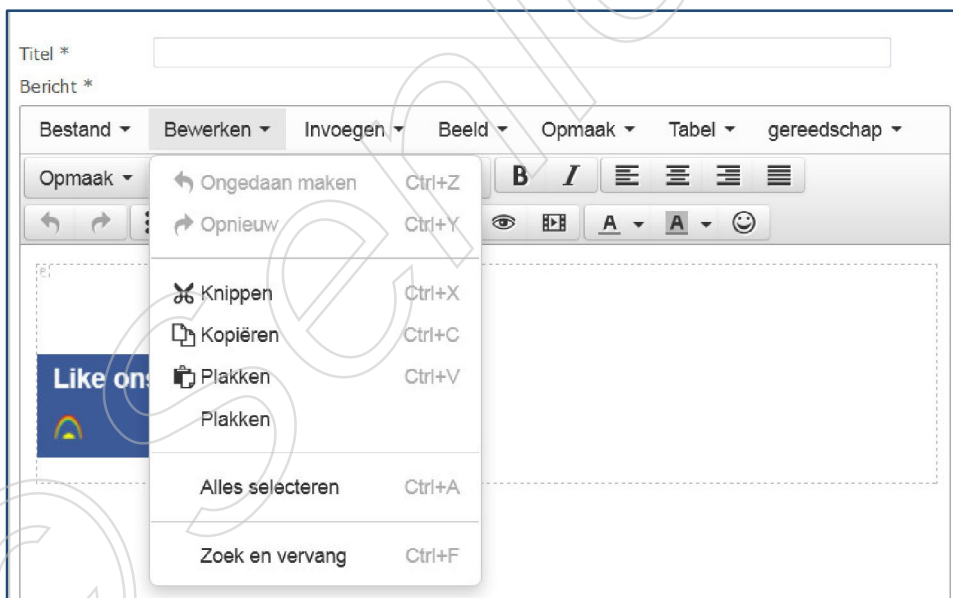 Titel *
Bericht *
Bestand Bewerken Invoegen Beeld Opmaak Tabel gereedschap
Opmaak B I
A A
Ongedaan maken Ctrl+Z
Opnieuw Ctrl+Y
Knippen Ctrl+X
Kopiëren Ctrl+C
Plakken Ctrl+V
Plakken
Alles selecteren Ctrl+A
Zoek en vervang Ctrl+F
Like ons